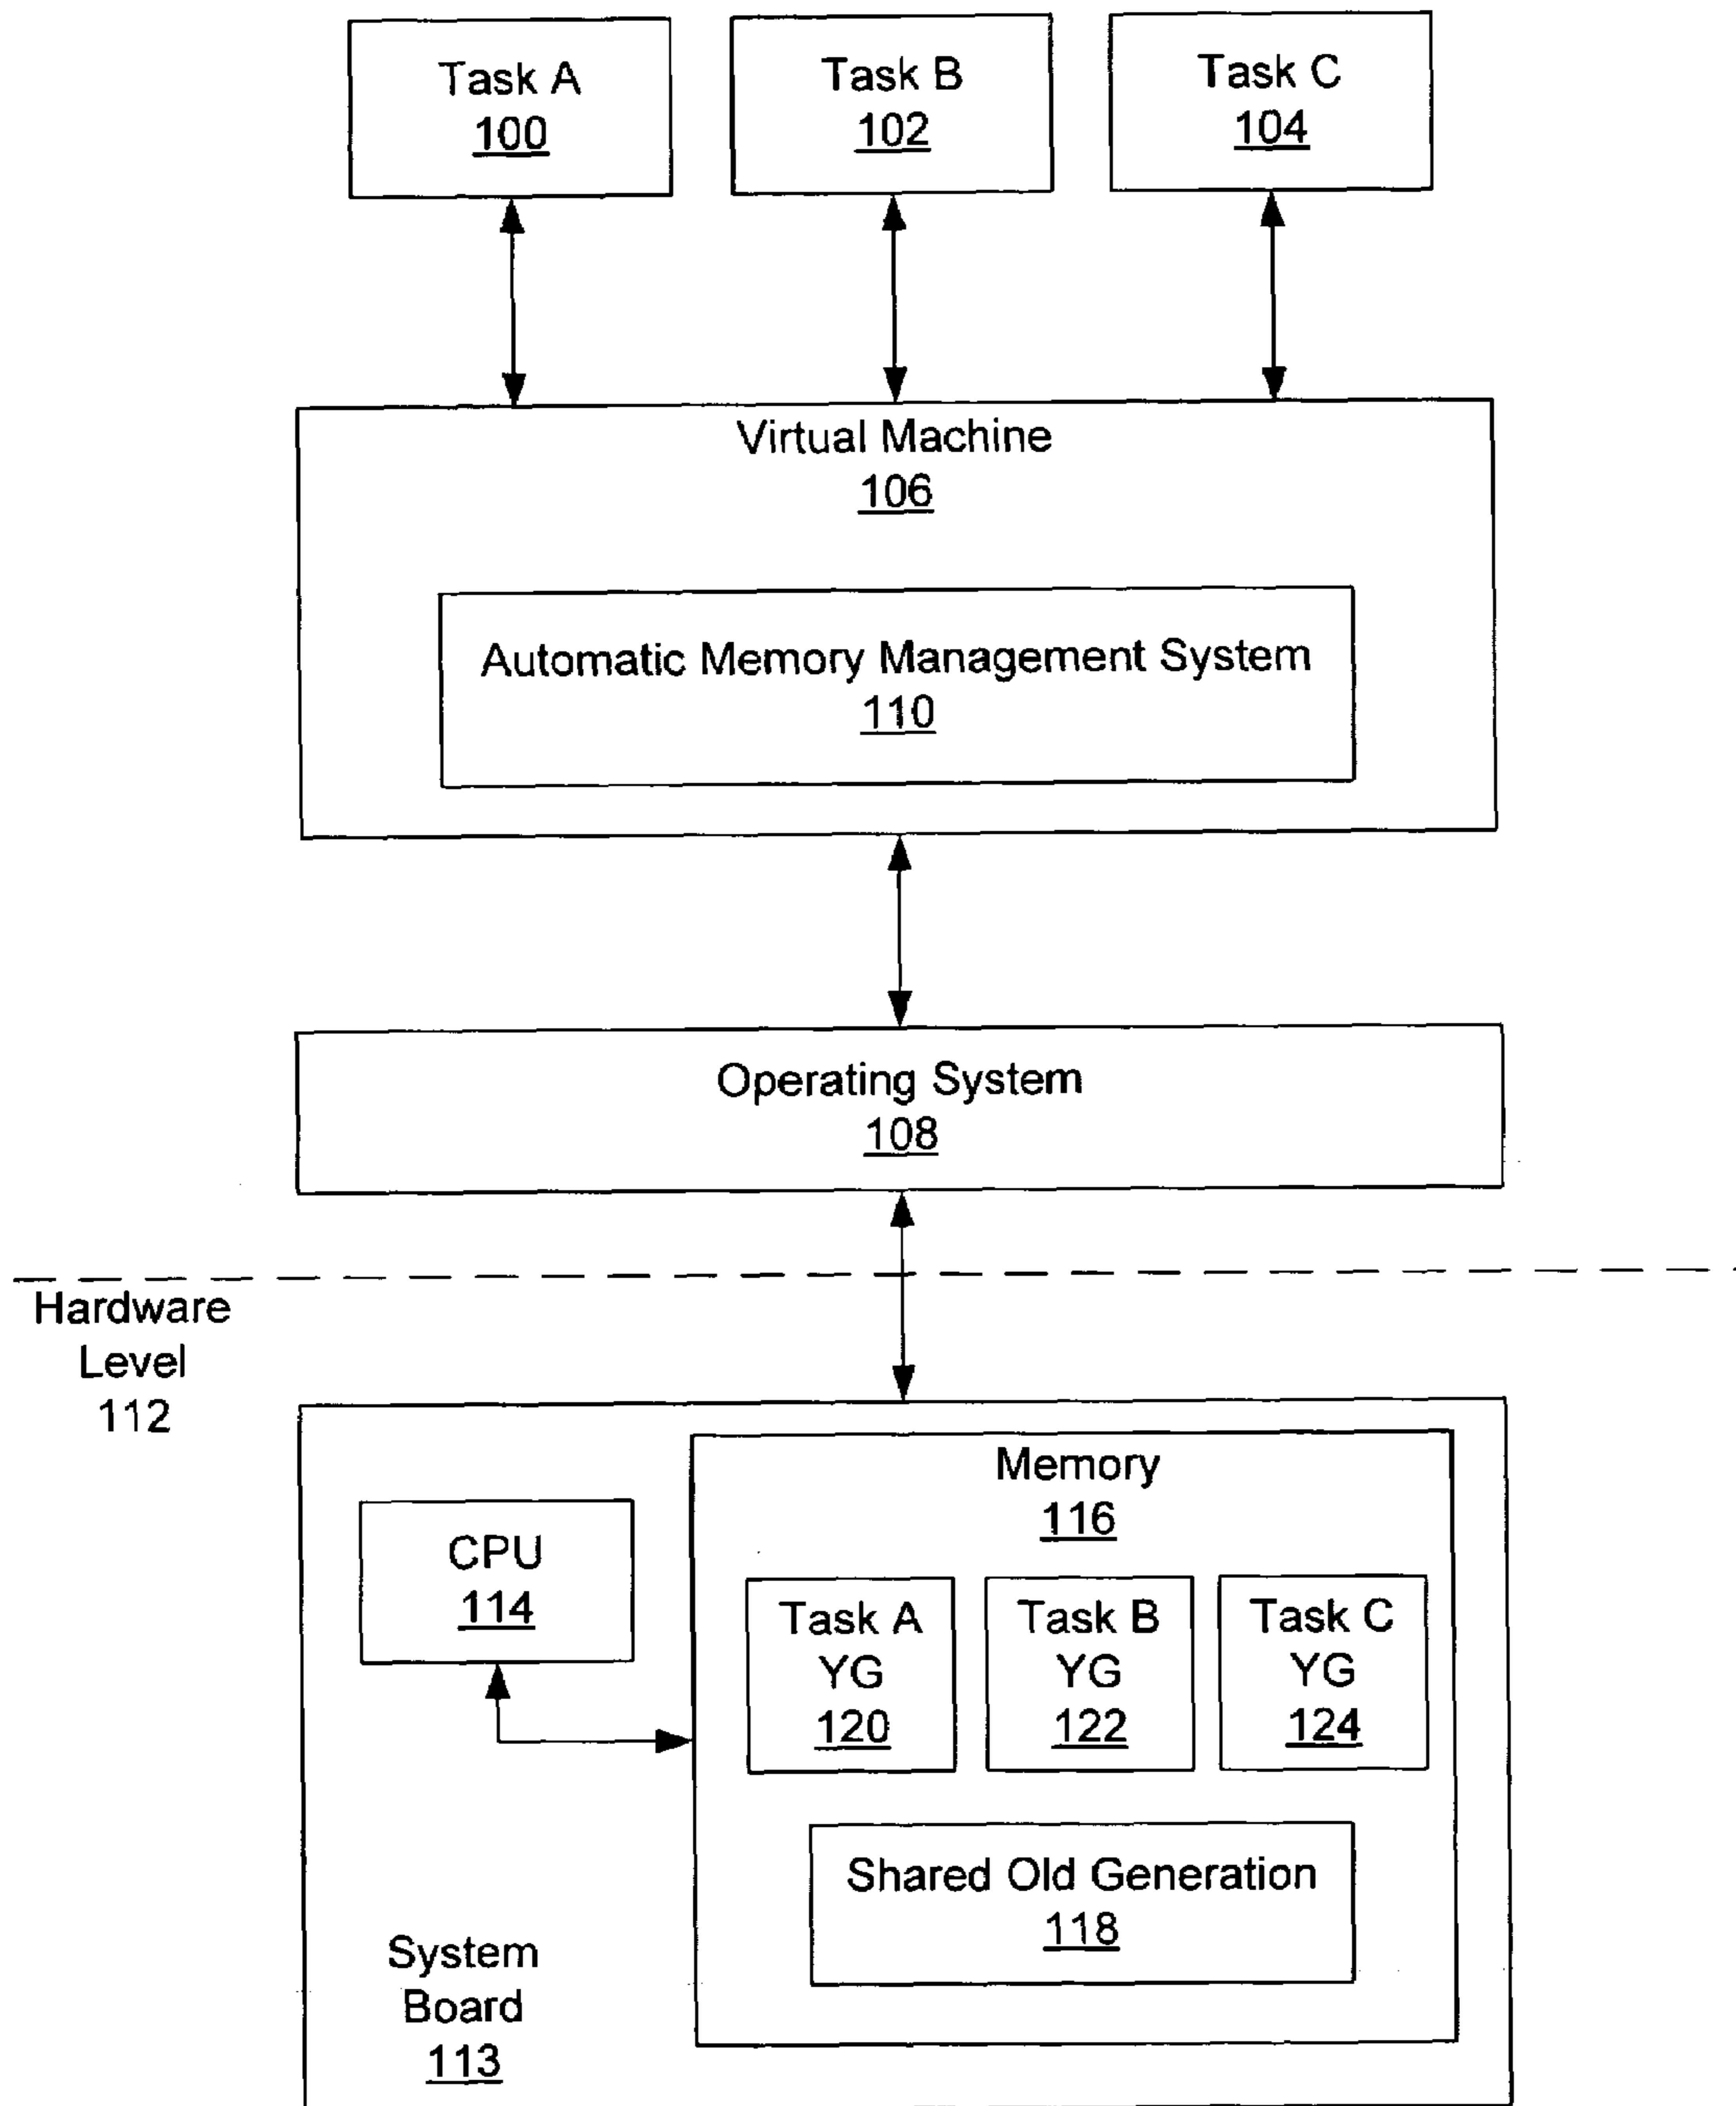 Task A
100
Task B
102
Task C
104
Virtual Machine
106
Automatic Memory Management System
110
Operating System
108
Hardware
Level
112
Memory
116
CPU
114
Task A
YG
120
Task B
YG
122
Task C
YG
124
Shared Old Generation
118
System
Board
113